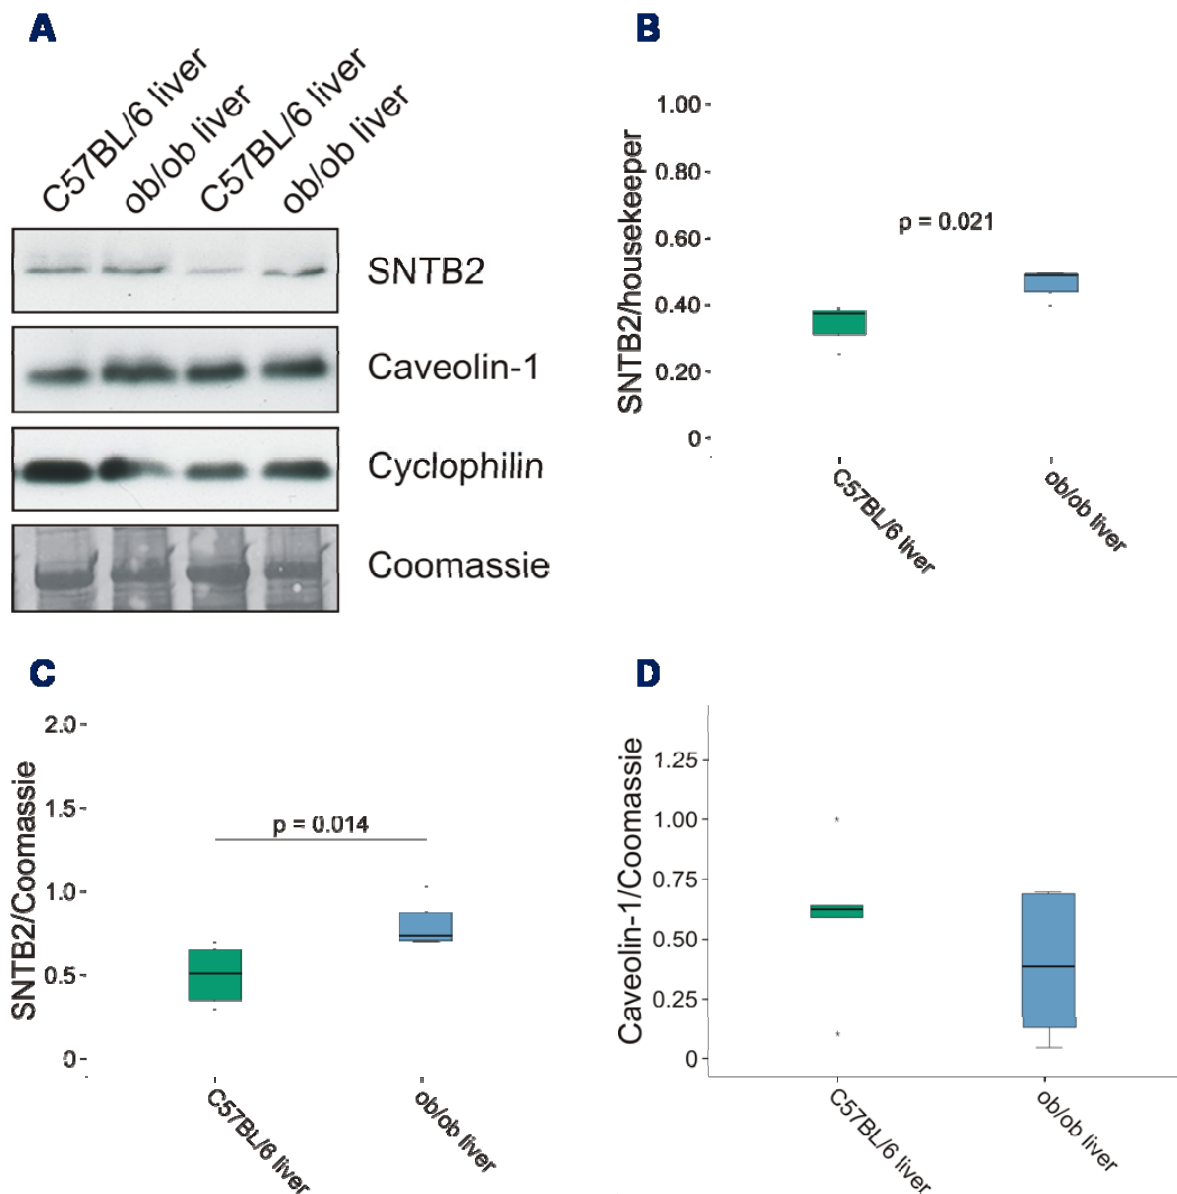 A
C57BL/6 liver
ob/ob liver
C57BL/6 liver
ob/ob liver
SNTB2
Caveolin-1
Cyclophilin
Coomassie
B
SNTB2/housekeeper
1.00
0.80
0.60
0.40
0.20
0
p = 0.021
C57BL/6 liver
ob/ob liver
C
SNTB2/Coomassie
2.0
1.5
1.0
0.5
0
p = 0.014
C57BL/6 liver
ob/ob liver
D
Caveolin-1/Coomassie
1.25
1.00
0.75
0.50
0.25
0
C57BL/6 liver
ob/ob liver